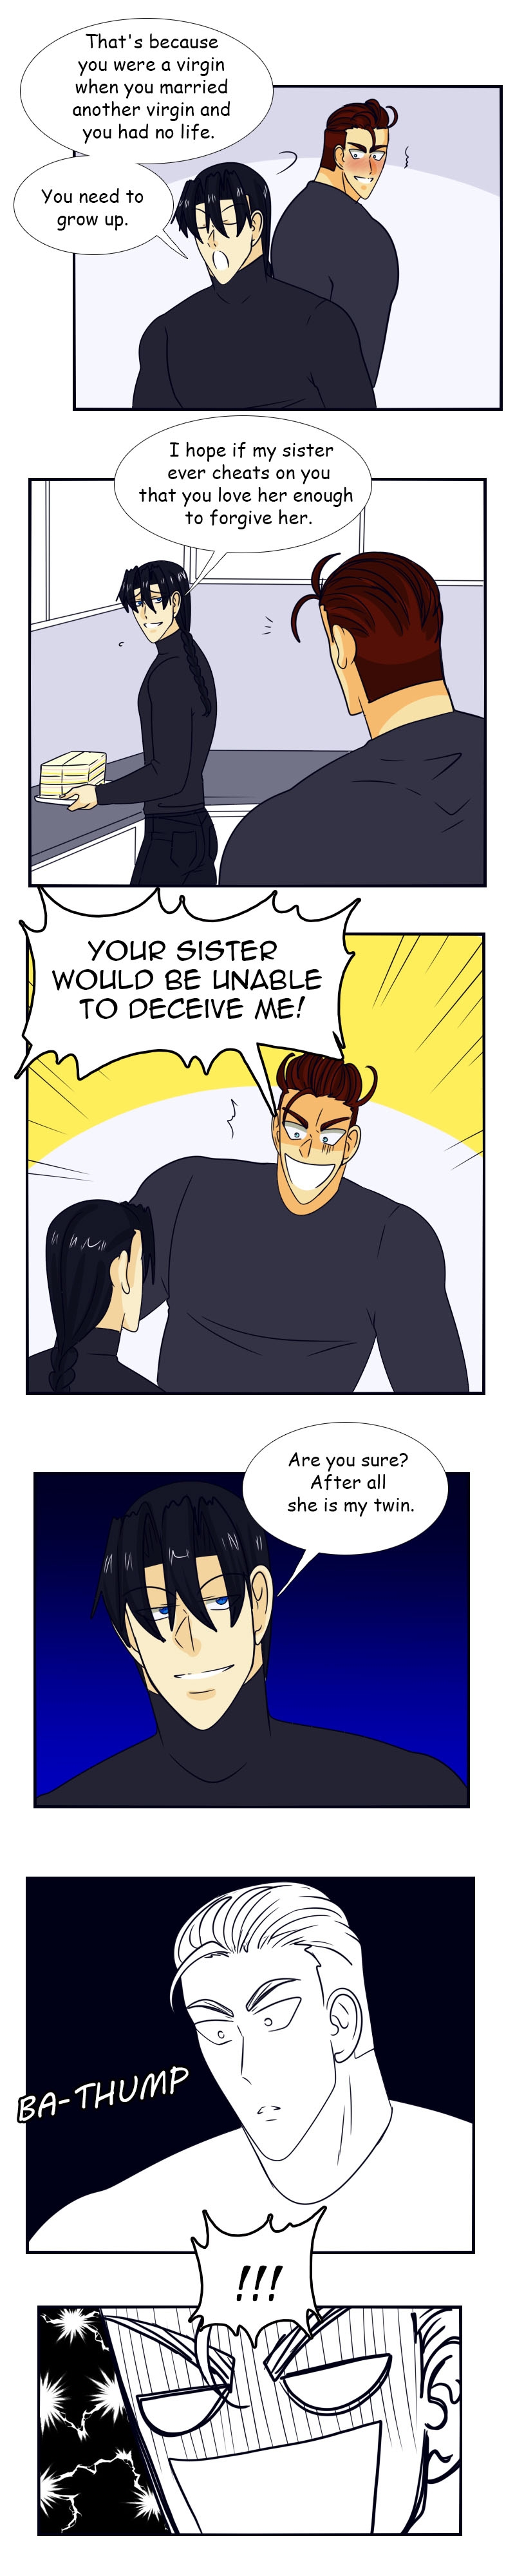 That's because
you were a virgin
when you married
another virgin and
you had no life.
You need to
grow up.
I hope if my sister
ever cheats on you
that you love her enough
to forgive her.
YOUR SISTER
WOULD BE UNABLE
TO DECEIVE ME!
Are you sure?
After all
she is my twin.
BA-THUMP
!!!